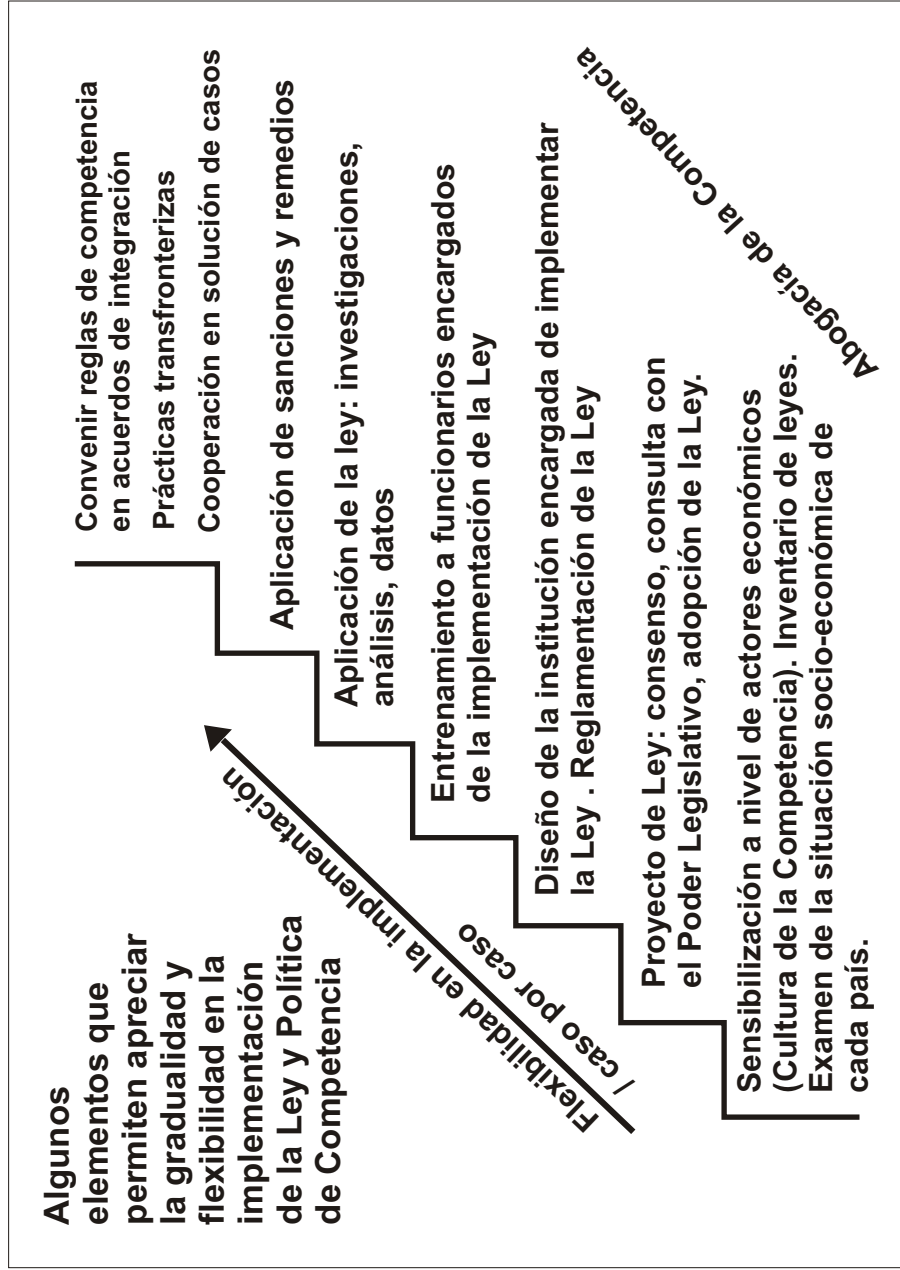 Algunos
elementos que
permiten apreciar
la gradualidad y
flexibilidad en la
implementación
de la Ley y Política
de Competencia
Flexibilidad en la implementación
/ caso por caso
Convenir reglas de competencia
en acuerdos de integración
Prácticas transfronterizas
Cooperación en solución de casos
Aplicación de sanciones y remedios
Aplicación de la ley: investigaciones,
análisis, datos
Entrenamiento a funcionarios encargados
de la implementación de la Ley
Diseño de la institución encargada de implementar
la Ley . Reglamentación de la Ley
Proyecto de Ley: consenso, consulta con
el Poder Legislativo, adopción de la Ley.
Sensibilización a nivel de actores económicos
(Cultura de la Competencia). Inventario de leyes.
Examen de la situación socio-económica de
cada país.
Abogacía de la Competencia